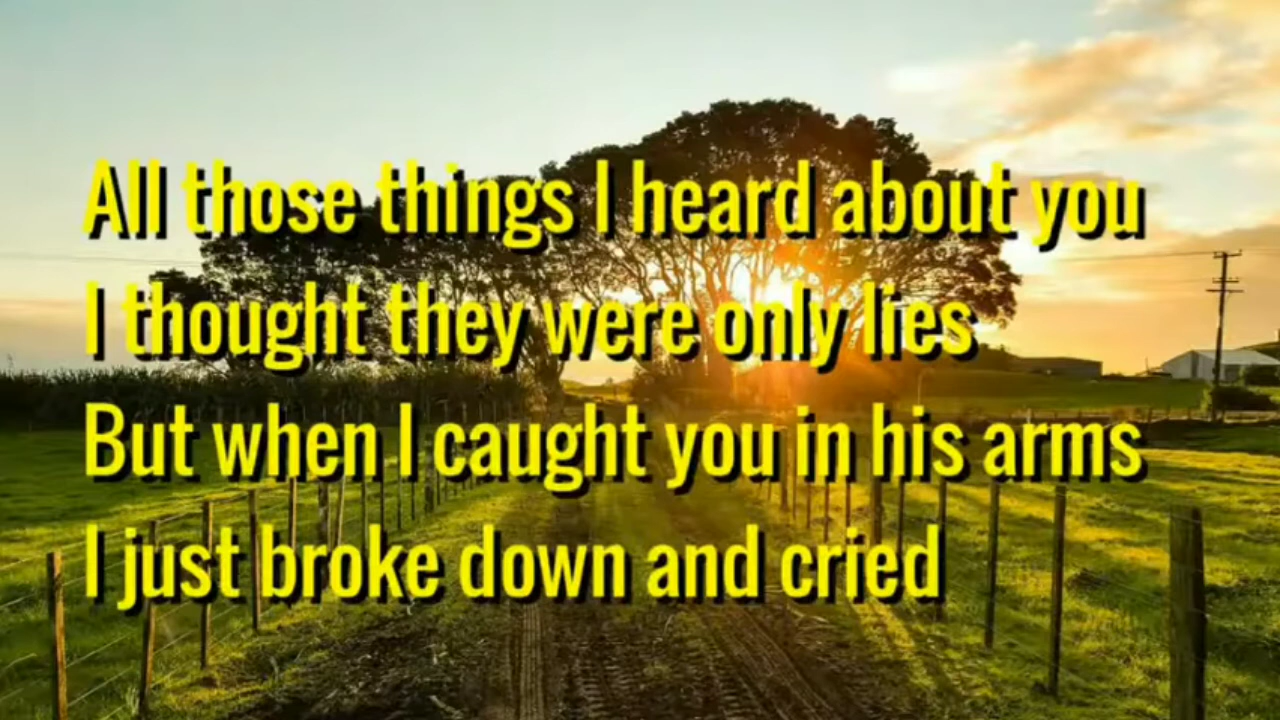 All those things I heard about you
I thought they were only lies
But when I caught you in his arms
I just broke down and cried